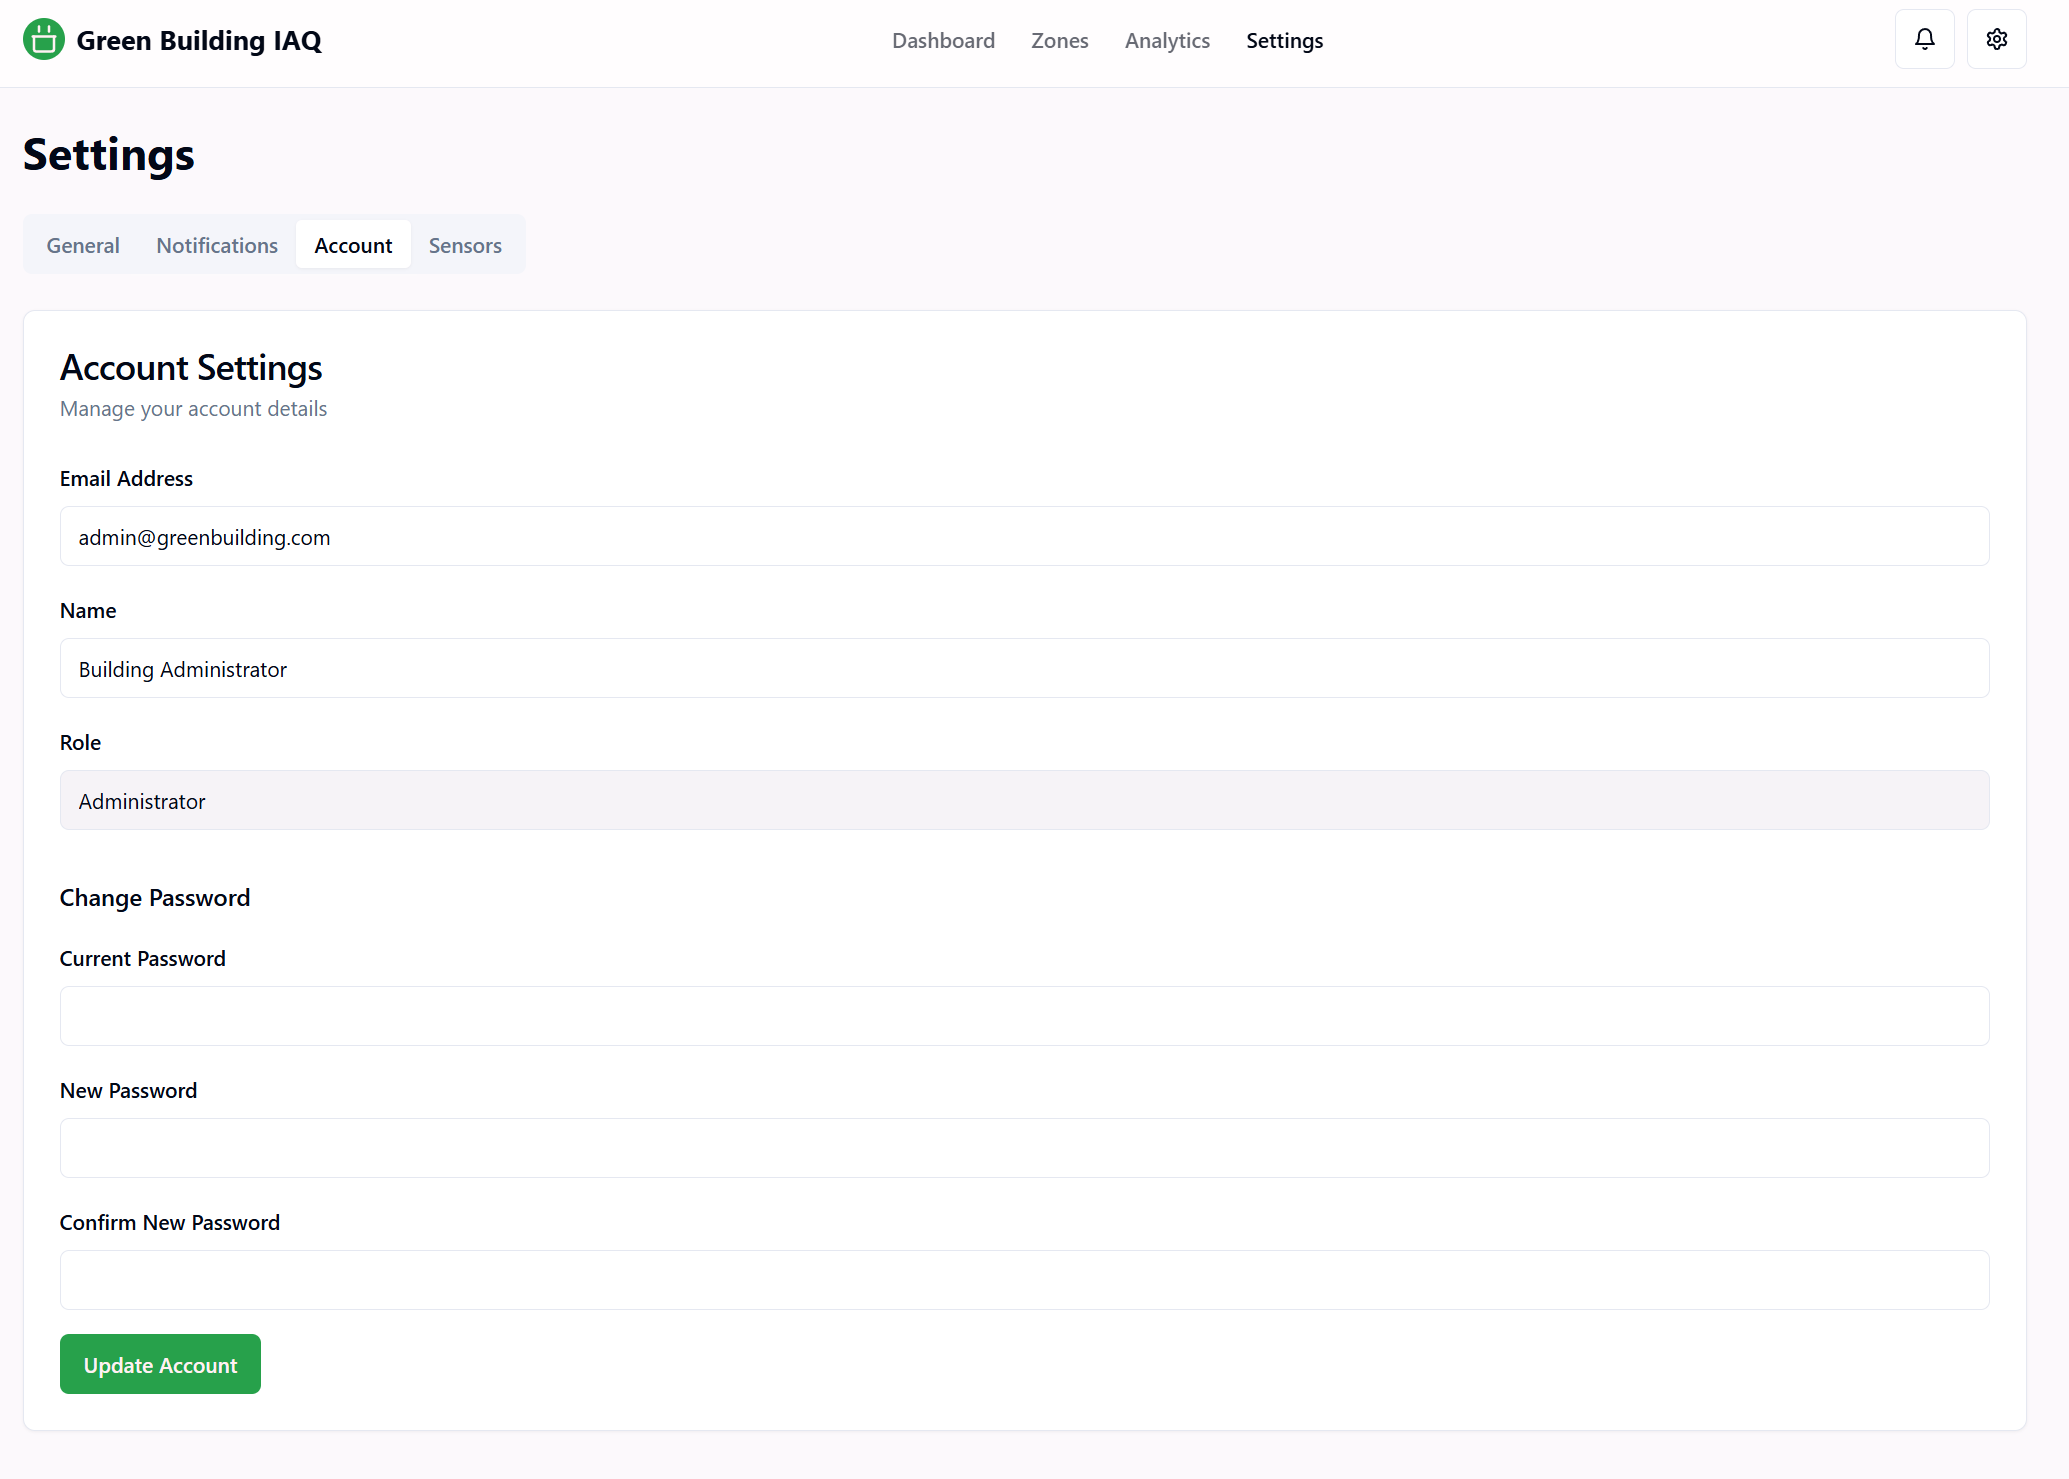 Green Building IAQ
Dashboard
Zones
Analytics
Settings
Settings
General
Notifications
Account
Sensors
Account Settings
Manage your account details
Email Address
admin@greenbuilding.com
Name
Building Administrator
Role
Administrator
Change Password
Current Password
New Password
Confirm New Password
Update Account